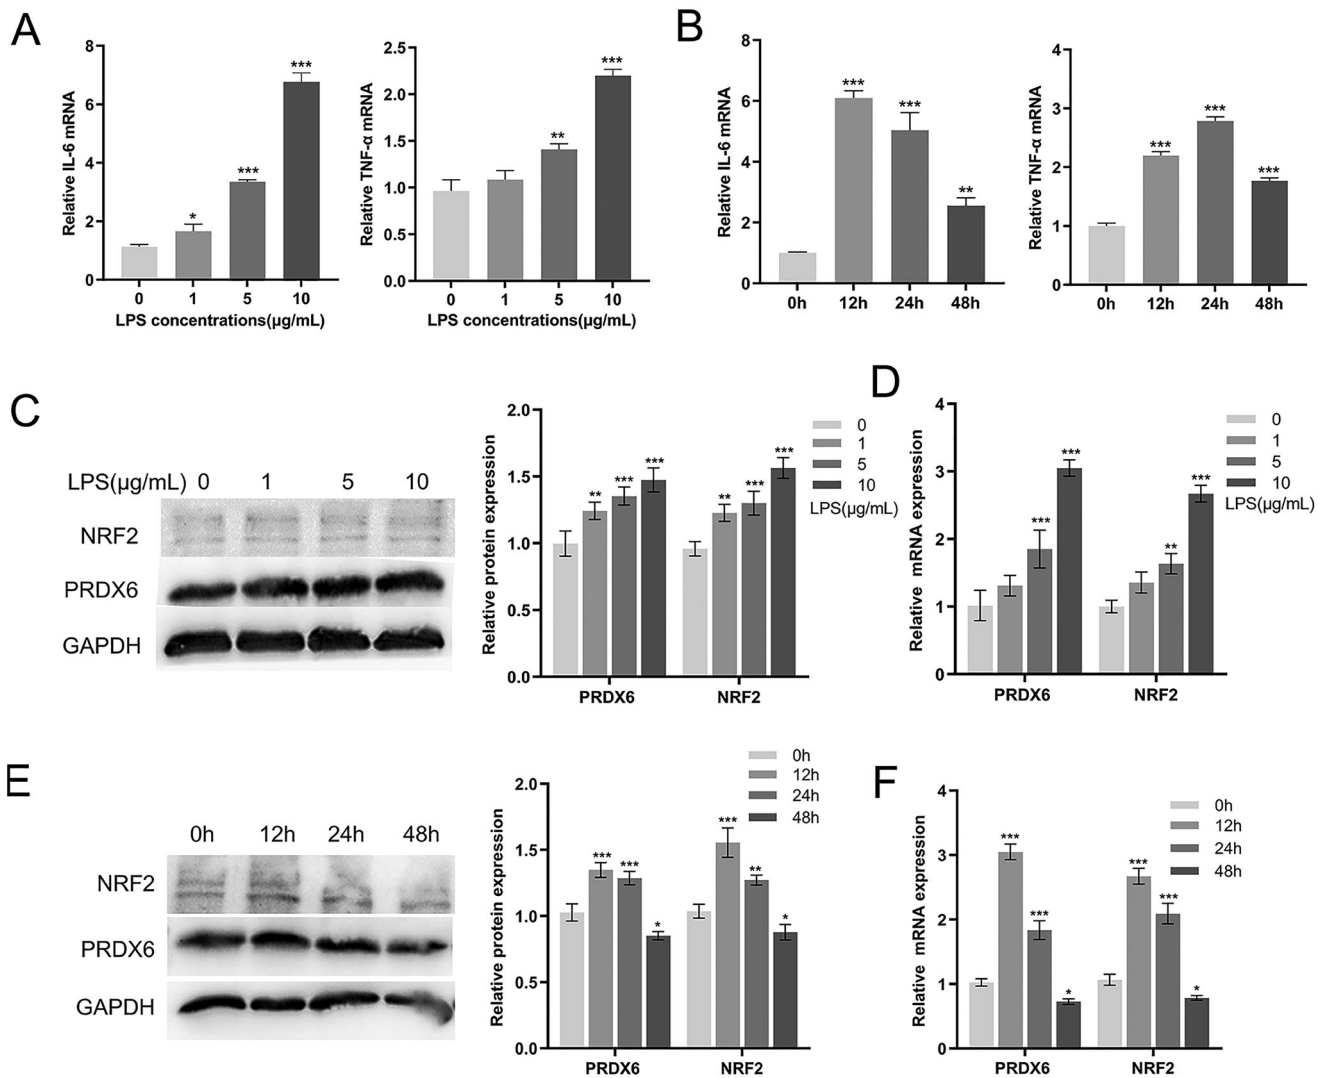 A
Relative IL-6 mRNA
8
6
4
2
0
*
***
***
0 1 5 10
LPS concentrations(μg/mL)
Relative TNF-α mRNA
2.5
2.0
1.5
1.0
0.5
0.0
**
***
0 1 5 10
LPS concentrations(μg/mL)
B
Relative IL-6 mRNA
8
6
4
2
0
***
***
**
0h 12h 24h 48h
Relative TNF-α mRNA
4
3
2
1
0
***
***
***
0h 12h 24h 48h
C
LPS(μg/mL) 0 1 5 10
NRF2
PRDX6
GAPDH
Relative protein expression
2.0
1.5
1.0
0.5
0.0
** *** ***
** *** ***
PRDX6 NRF2
0
1
5
10
LPS(μg/mL)
D
Relative mRNA expression
4
3
2
1
0
*** ***
** ***
PRDX6 NRF2
0
1
5
10
LPS(μg/mL)
E
0h 12h 24h 48h
NRF2
PRDX6
GAPDH
Relative protein expression
2.0
1.5
1.0
0.5
0.0
*** *** *
*** ** *
PRDX6 NRF2
0h
12h
24h
48h
F
Relative mRNA expression
4
3
2
1
0
*** *** *
*** *** *
PRDX6 NRF2
0h
12h
24h
48h